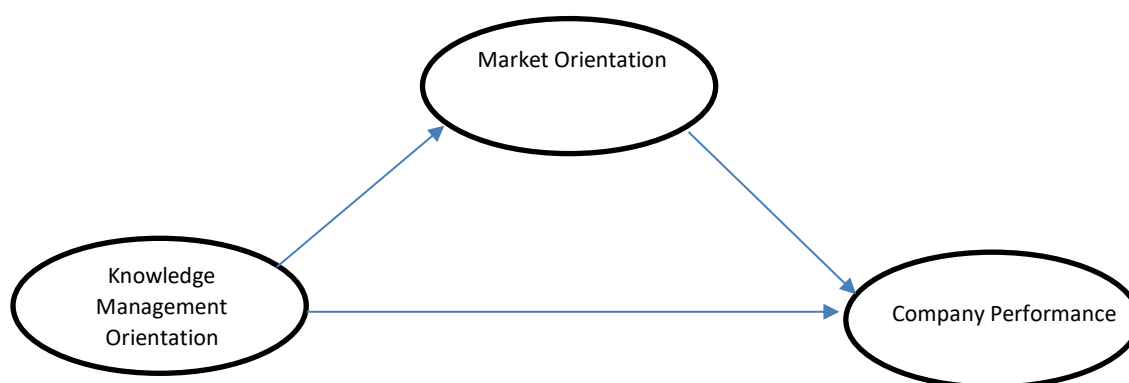 Market Orientation
Knowledge
Management
Orientation
Company Performance